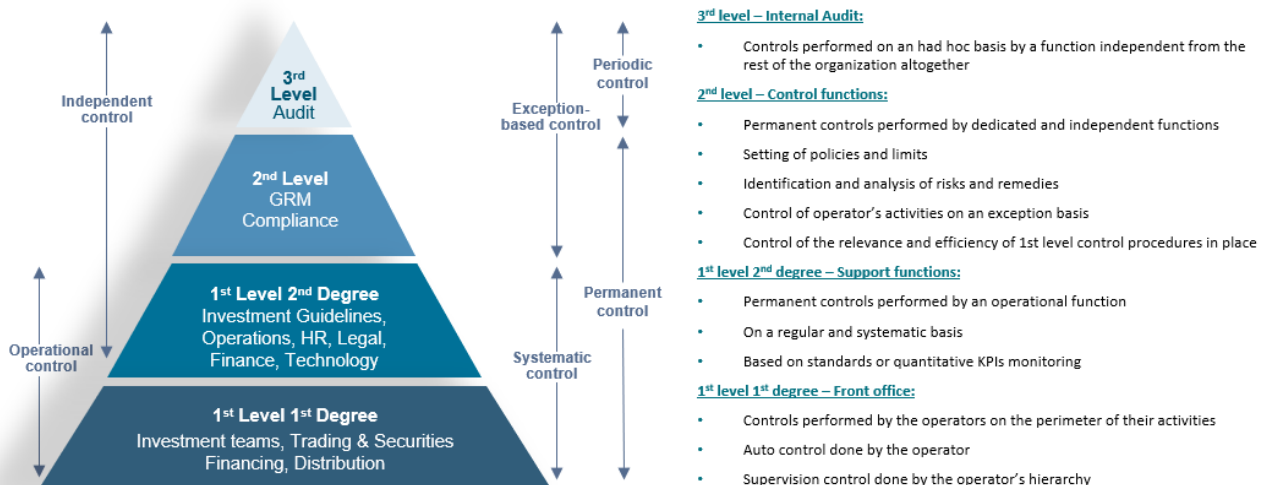 3rd
Level
Audit
2nd Level
GRM
Compliance
1st Level 2nd Degree
Investment Guidelines,
Operations, HR, Legal,
Finance, Technology
1st Level 1st Degree
Investment teams, Trading & Securities
Financing, Distribution
Independent
control
Operational
control
Exception-
based control
Systematic
control
Periodic
control
Permanent
control
3rd level – Internal Audit:
• Controls performed on an had hoc basis by a function independent from the
rest of the organization altogether
2nd level – Control functions:
• Permanent controls performed by dedicated and independent functions
• Setting of policies and limits
• Identification and analysis of risks and remedies
• Control of operator's activities on an exception basis
• Control of the relevance and efficiency of 1st level control procedures in place
1st level 2nd degree – Support functions:
• Permanent controls performed by an operational function
• On a regular and systematic basis
• Based on standards or quantitative KPIs monitoring
1st level 1st degree – Front office:
• Controls performed by the operators on the perimeter of their activities
• Auto control done by the operator
• Supervision control done by the operator's hierarchy